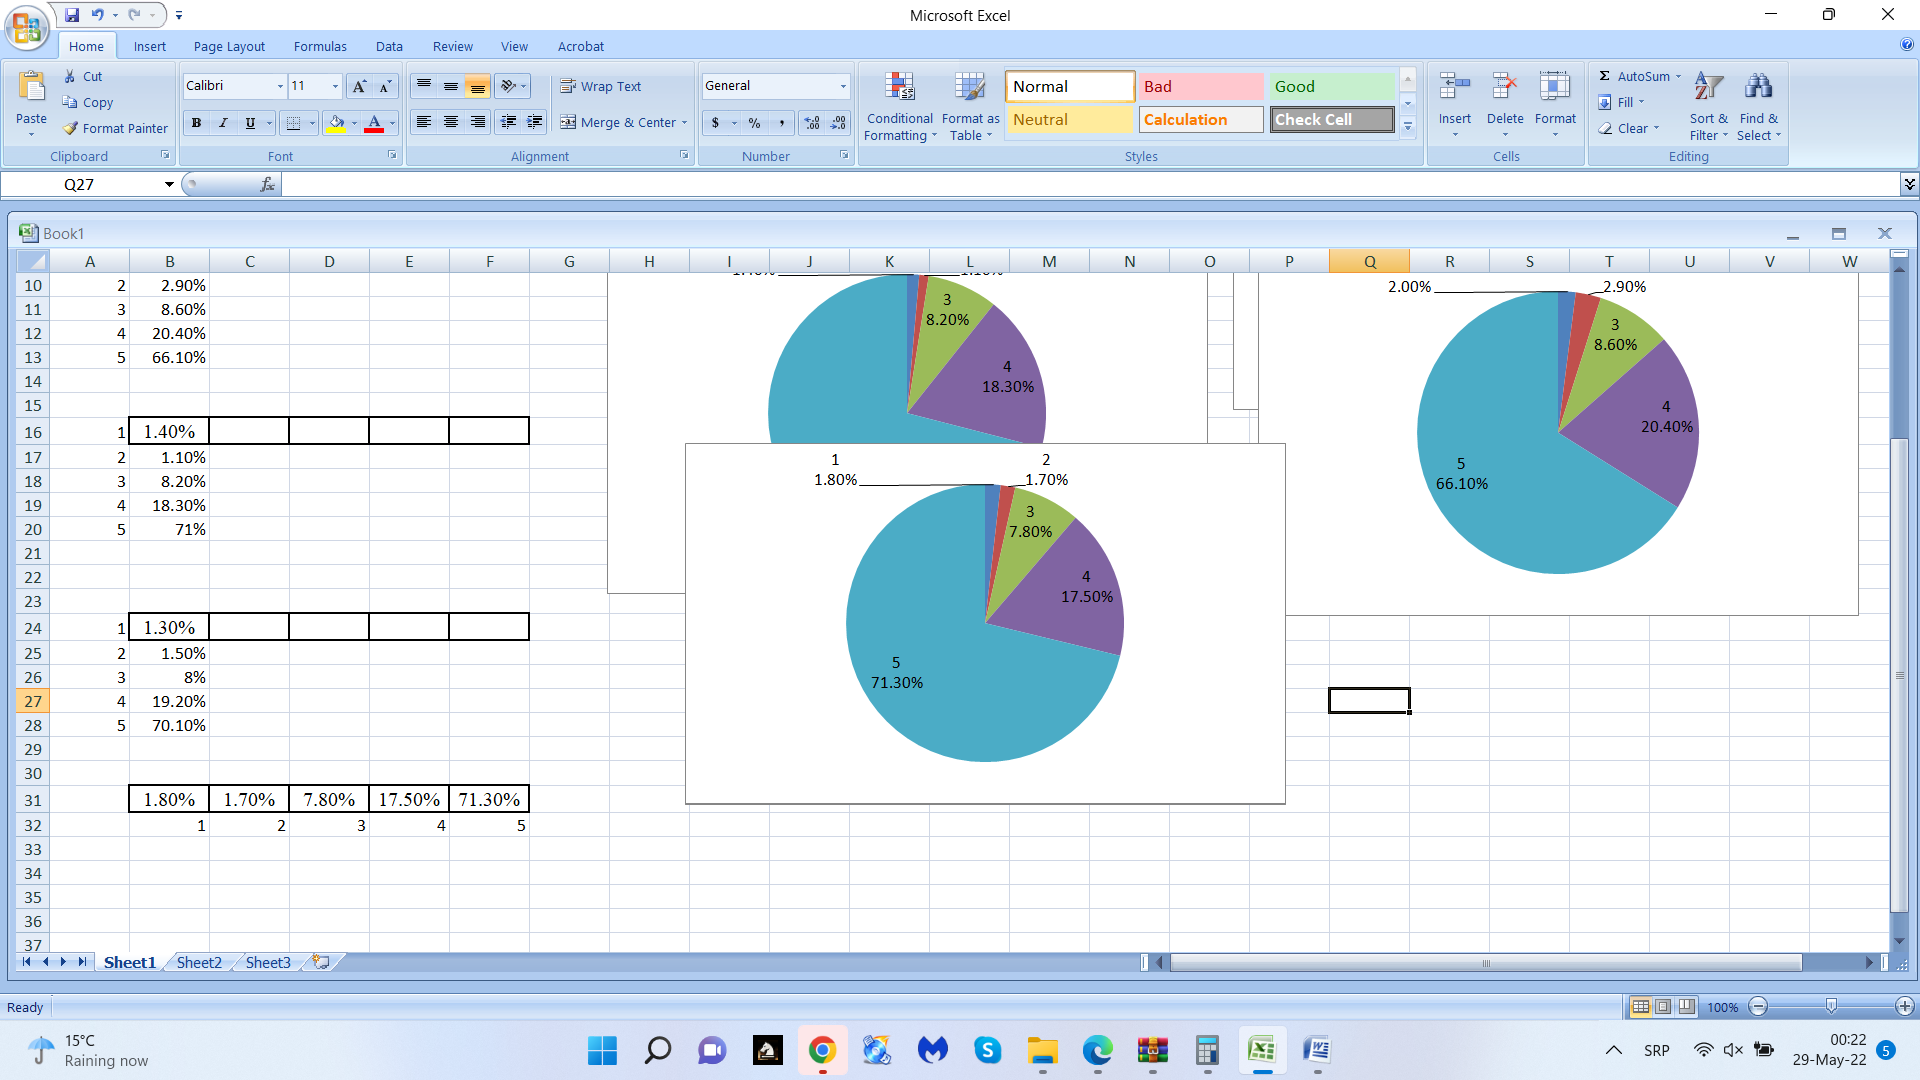 Microsoft Excel
Home Insert Page Layout Formulas Data Review View Acrobat
Paste
Cut
Copy
Format Painter
Clipboard
Calibri 11
B I U
A
Font
Wrap Text
Merge & Center
Alignment
General
$ % ,
Number
Conditional Formatting
Format as Table
Normal Bad Good
Neutral Calculation Check Cell
Styles
Insert Delete Format
Cells
Σ AutoSum
Fill
Clear
Sort & Filter
Find & Select
Editing
Q27 fx
Book1
A B C D E F G H I J K L M N O P Q R S T U V W
10 2 2.90%
11 3 8.60%
12 4 20.40%
13 5 66.10%
14
15
16 1 1.40%
17 2 1.10%
18 3 8.20%
19 4 18.30%
20 5 71%
21
22
23
24 1 1.30%
25 2 1.50%
26 3 8%
27 4 19.20%
28 5 70.10%
29
30
31 1.80% 1.70% 7.80% 17.50% 71.30%
32 1 2 3 4 5
33
34
35
36
37
3
8.20%
4
18.30%
1
1.80%
2
1.70%
3
7.80%
4
17.50%
5
71.30%
2.00%
2.90%
3
8.60%
4
20.40%
5
66.10%
Sheet1 Sheet2 Sheet3
Ready 100%
15°C
Raining now
SRP
00:22
29-May-22
5